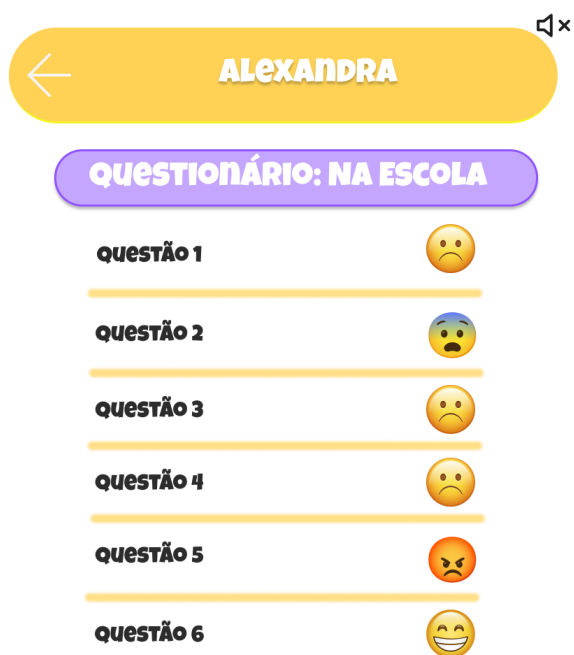 ALEXANDRA
QUESTIONÁRIO: NA ESCOLA
QUESTÃO 1
QUESTÃO 2
QUESTÃO 3
QUESTÃO 4
QUESTÃO 5
QUESTÃO 6